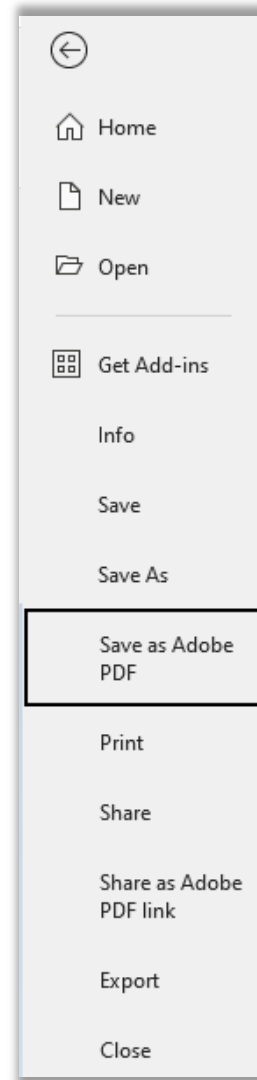 Home
New
Open
Get Add-ins
Info
Save
Save As
Save as Adobe
PDF
Print
Share
Share as Adobe
PDF link
Export
Close